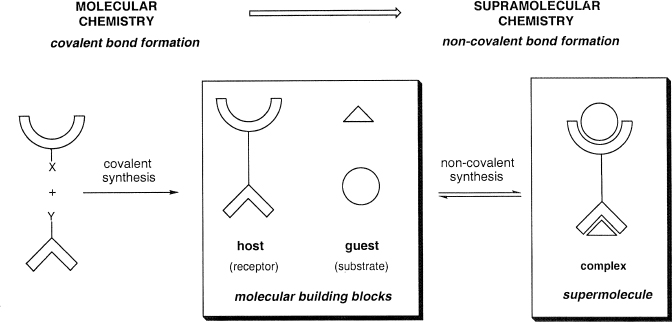 MOLECULAR
CHEMISTRY
covalent bond formation
SUPRAMOLECULAR
CHEMISTRY
non-covalent bond formation
X
+
Y
covalent
synthesis
host
(receptor)
guest
(substrate)
molecular building blocks
non-covalent
synthesis
complex
supermolecule